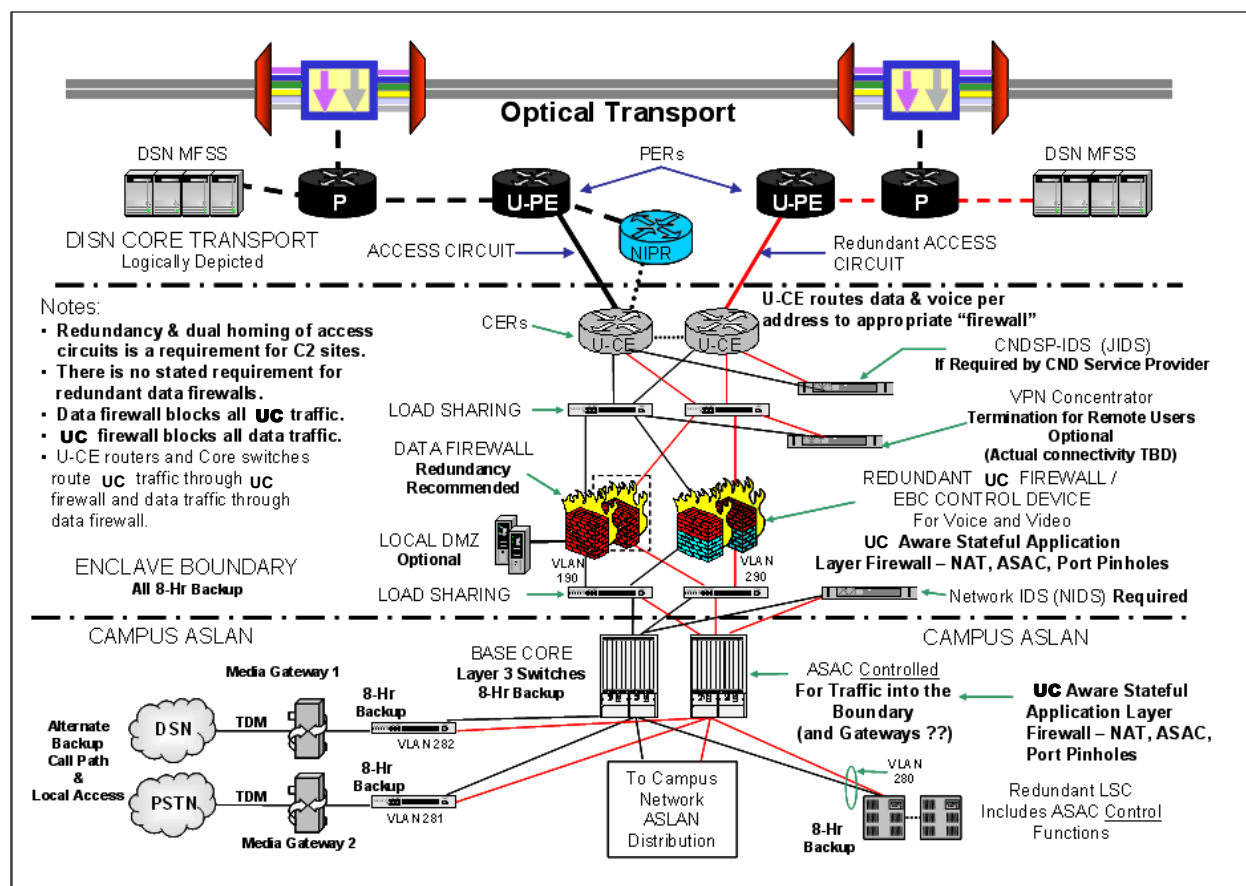 Optical Transport
DSN MFSS
PERs
DSN MFSS
P
U-PE
U-PE
P
NIPR
DISN CORE TRANSPORT
Logically Depicted
ACCESS CIRCUIT
Redundant ACCESS
CIRCUIT
Notes:
▪ Redundancy & dual homing of access
circuits is a requirement for C2 sites.
▪ There is no stated requirement for
redundant data firewalls.
▪ Data firewall blocks all UC traffic.
▪ UC firewall blocks all data traffic.
▪ U-CE routers and Core switches
route UC traffic through UC
firewall and data traffic through
data firewall.
ENCLAVE BOUNDARY
All 8-Hr Backup
CERs
U-CE
U-CE
U-CE routes data & voice per
address to appropriate “firewall”
CNDSP-IDS (JIDS)
If Required by CND Service Provider
LOAD SHARING
VPN Concentrator
Termination for Remote Users
Optional
(Actual connectivity TBD)
DATA FIREWALL
Redundancy
Recommended
REDUNDANT UC FIREWALL /
EBC CONTROL DEVICE
For Voice and Video
UC Aware Stateful Application
Layer Firewall – NAT, ASAC, Port Pinholes
LOCAL DMZ
Optional
VLAN
190
VLAN
290
LOAD SHARING
Network IDS (NIDS) Required
CAMPUS ASLAN
CAMPUS ASLAN
BASE CORE
Layer 3 Switches
8-Hr Backup
ASAC Controlled
For Traffic into the
Boundary
(and Gateways ??)
UC Aware Stateful
Application Layer
Firewall – NAT, ASAC,
Port Pinholes
Media Gateway 1
8-Hr
Backup
Alternate
Backup
Call Path
&
Local Access
DSN
TDM
VLAN 282
8-Hr
Backup
PSTN
TDM
VLAN 281
Media Gateway 2
To Campus
Network
ASLAN
Distribution
VLAN
280
8-Hr
Backup
Redundant LSC
Includes ASAC Control
Functions